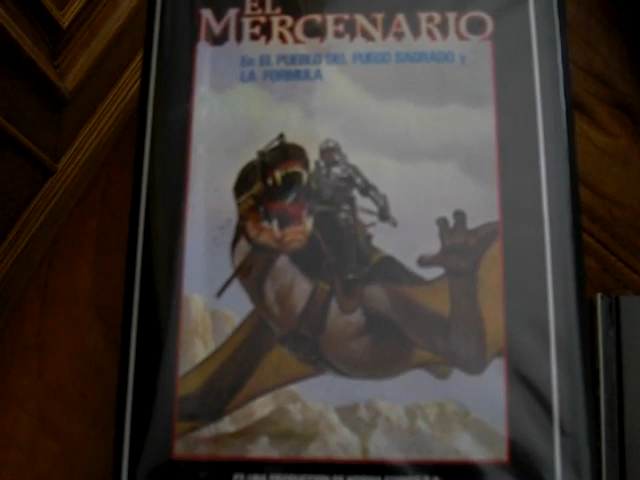 EL
MERCENARIO
En EL PUEBLO DEL FUEGO SAGRADO y
LA FORMULA